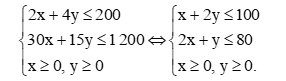 {2x + 4y ≤ 200
30x + 15y ≤ 1 200 ⇔ {x + 2y ≤ 100
2x + y ≤ 80
x ≥ 0, y ≥ 0
x ≥ 0, y ≥ 0.